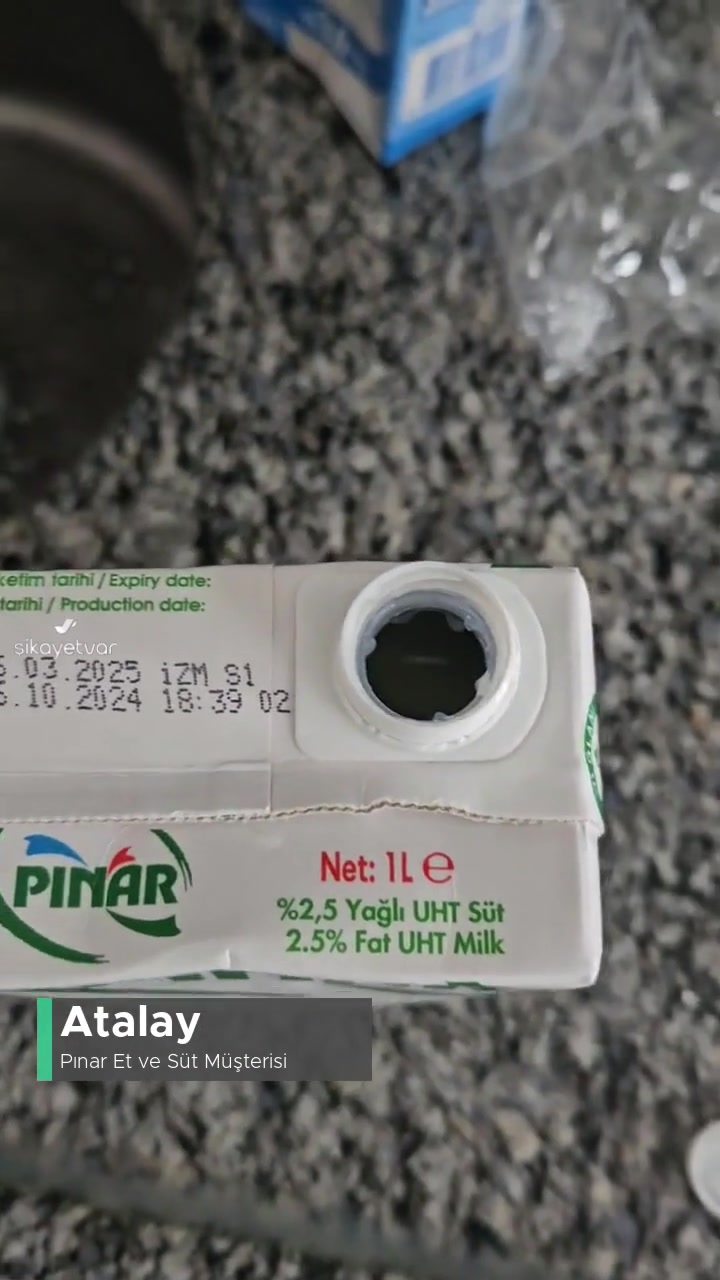 ketim tarihi / Expiry date:
tarihi / Production date:
şikayetvar
.03.2025 iZM S1
.10.2024 18:39 02
PINAR
Net: 1L e
%2,5 Yağlı UHT Süt
2.5% Fat UHT Milk
Atalay
Pınar Et ve Süt Müşterisi